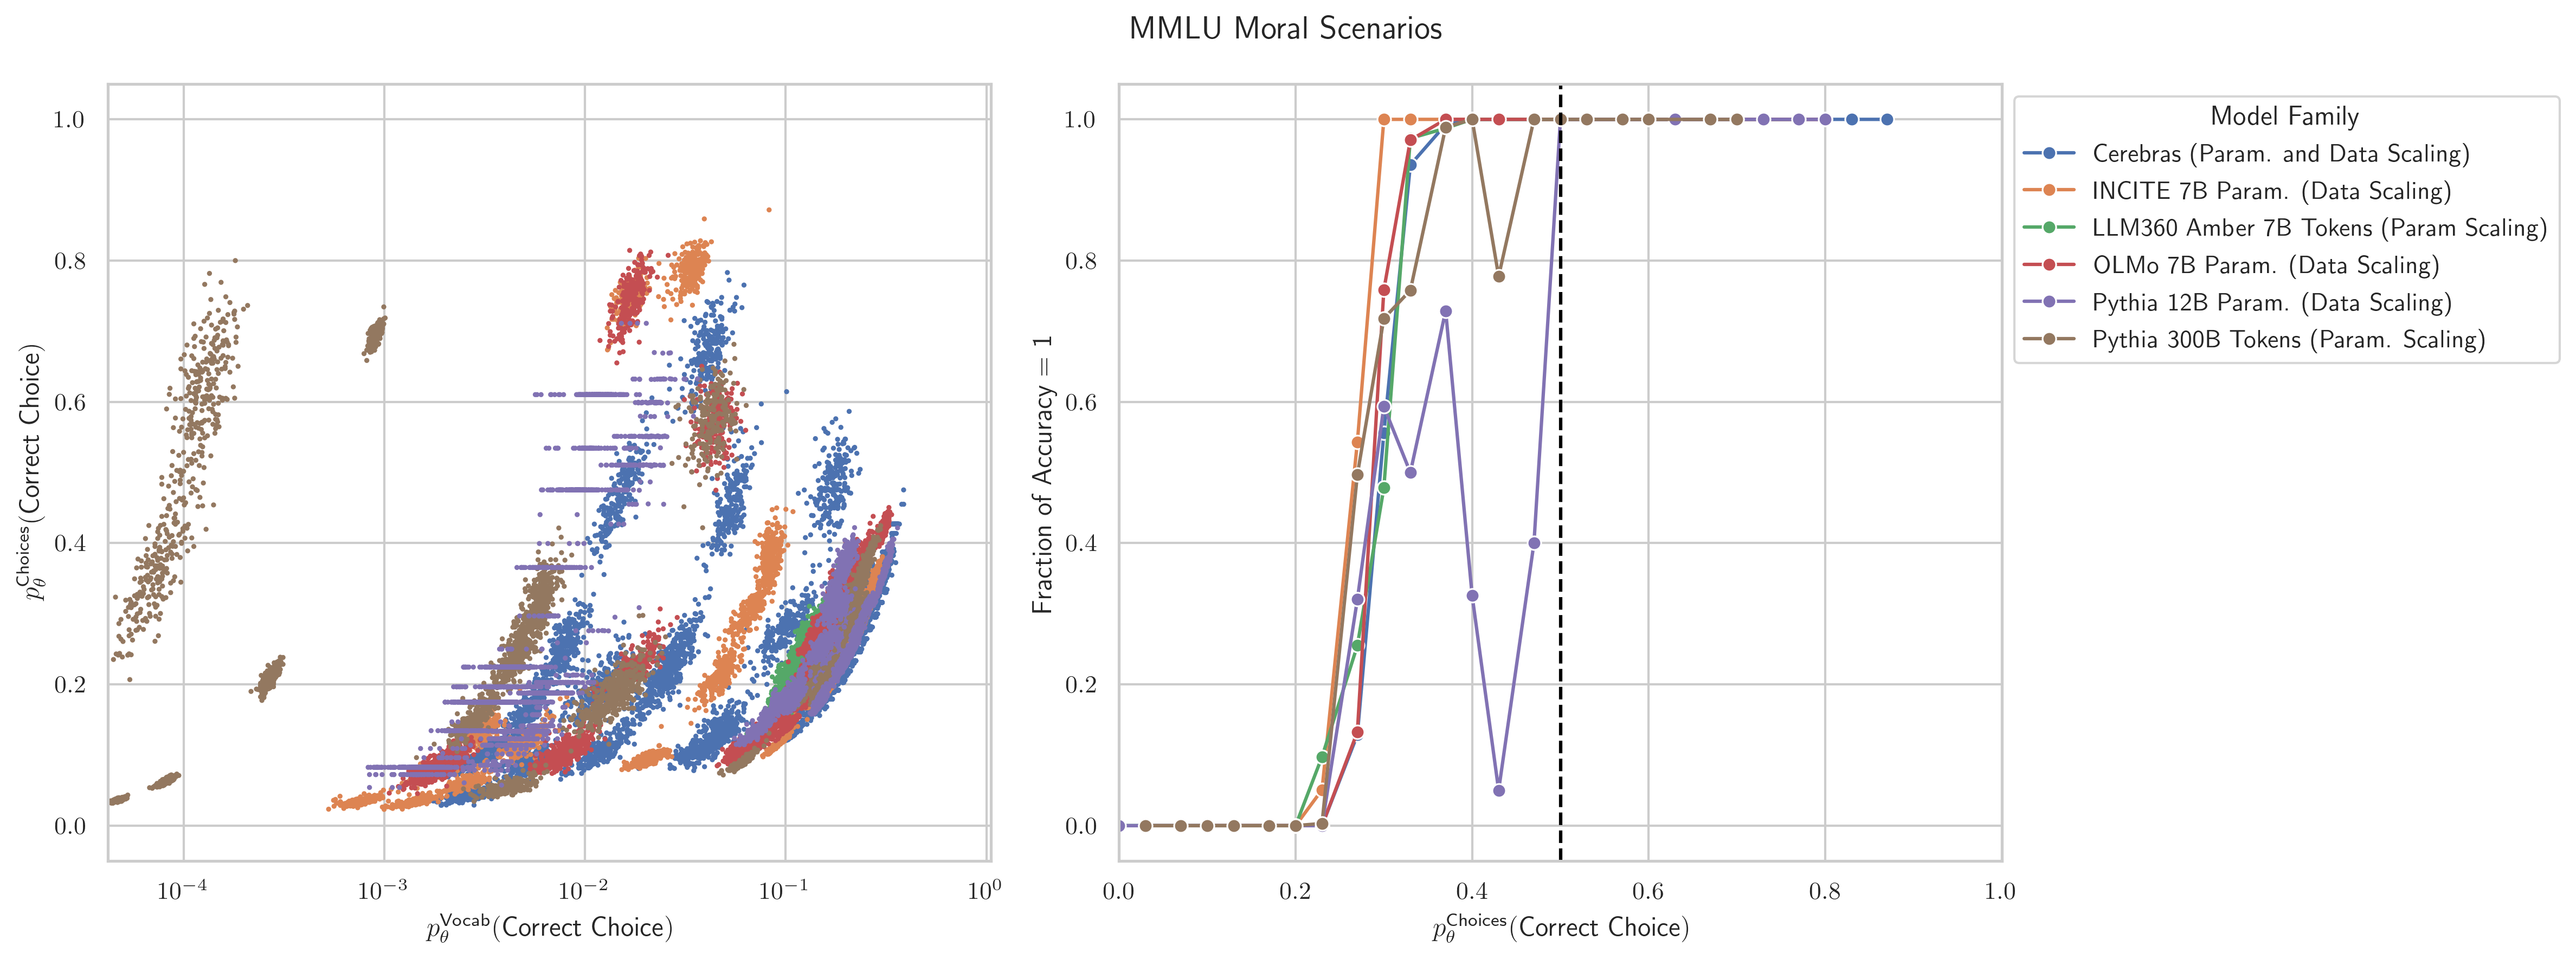 MMLU Moral Scenarios
1.0
0.8
0.6
0.4
0.2
0.0
p_θ^Choices(Correct Choice)
10⁻⁴ 10⁻³ 10⁻² 10⁻¹ 10⁰
p_θ^Vocab(Correct Choice)
1.0
0.8
0.6
0.4
0.2
0.0
Fraction of Accuracy = 1
0.0 0.2 0.4 0.6 0.8 1.0
p_θ^Choices(Correct Choice)
Model Family
Cerebras (Param. and Data Scaling)
INCITE 7B Param. (Data Scaling)
LLM360 Amber 7B Tokens (Param Scaling)
OLMo 7B Param. (Data Scaling)
Pythia 12B Param. (Data Scaling)
Pythia 300B Tokens (Param. Scaling)